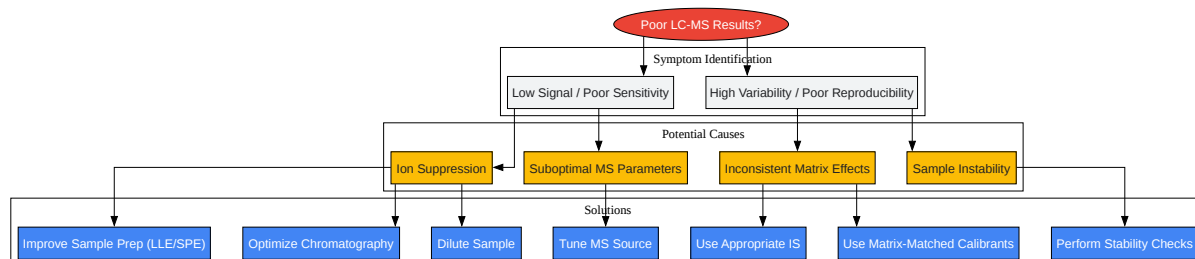 Poor LC-MS Results?
Symptom Identification
Low Signal / Poor Sensitivity
High Variability / Poor Reproducibility
Potential Causes
Ion Suppression
Suboptimal MS Parameters
Inconsistent Matrix Effects
Sample Instability
Solutions
Improve Sample Prep (LLE/SPE)
Optimize Chromatography
Dilute Sample
Tune MS Source
Use Appropriate IS
Use Matrix-Matched Calibrants
Perform Stability Checks